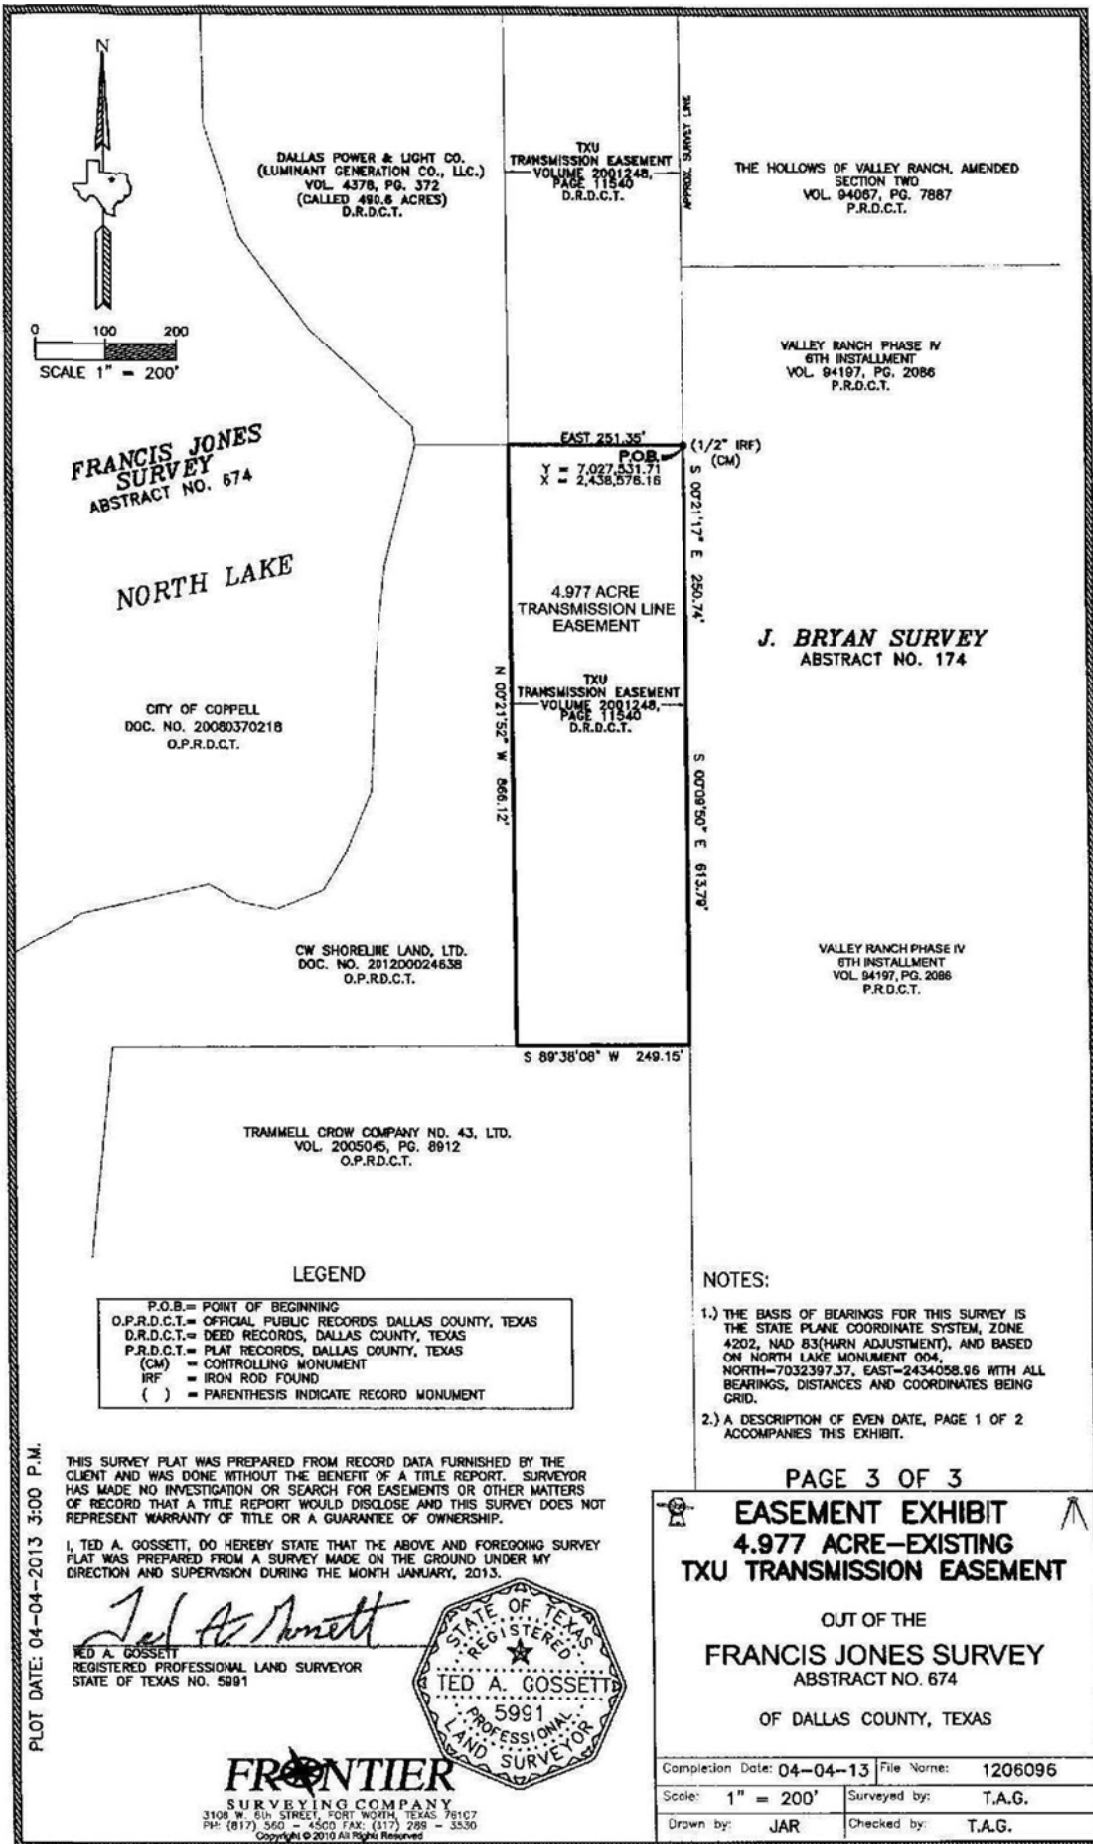 N
DALLAS POWER & LIGHT CO.
(LUMINANT GENERATION CO., LLC.)
VOL. 4378, PG. 372
(CALLED 490.6 ACRES)
D.R.D.C.T.
TXU
TRANSMISSION EASEMENT
VOLUME 2001248,
PAGE 11540
D.R.D.C.T.
APPROX. SURVEY LINE
THE HOLLOWS OF VALLEY RANCH, AMENDED
SECTION TWO
VOL. 94067, PG. 7887
P.R.D.C.T.
0 100 200
SCALE 1" = 200'
VALLEY RANCH PHASE IV
6TH INSTALLMENT
VOL. 94197, PG. 2086
P.R.D.C.T.
FRANCIS JONES
SURVEY
ABSTRACT NO. 674
EAST 251.35'
P.O.B.
Y = 7,027,531.71
X = 2,438,576.16
(1/2" IRF)
(CM)
S 00°21'17" E 250.74'
NORTH LAKE
4.977 ACRE
TRANSMISSION LINE
EASEMENT
J. BRYAN SURVEY
ABSTRACT NO. 174
TXU
TRANSMISSION EASEMENT
VOLUME 2001248,
PAGE 11540
D.R.D.C.T.
N 00°21'52" W 866.12'
CITY OF COPPELL
DOC. NO. 20080370218
O.P.R.D.C.T.
S 00°09'50" E 613.79'
CW SHORELINE LAND, LTD.
DOC. NO. 201200024638
O.P.RD.C.T.
VALLEY RANCH PHASE IV
6TH INSTALLMENT
VOL. 94197, PG. 2086
P.R.D.C.T.
S 89°38'08" W 249.15'
TRAMMELL CROW COMPANY NO. 43, LTD.
VOL. 2005045, PG. 8912
O.P.RD.C.T.
LEGEND
P.O.B.= POINT OF BEGINNING
O.P.R.D.C.T.= OFFICIAL PUBLIC RECORDS DALLAS COUNTY, TEXAS
D.R.D.C.T.= DEED RECORDS, DALLAS COUNTY, TEXAS
P.R.D.C.T.= PLAT RECORDS, DALLAS COUNTY, TEXAS
(CM) = CONTROLLING MONUMENT
IRF = IRON ROD FOUND
( ) = PARENTHESIS INDICATE RECORD MONUMENT
NOTES:
1.) THE BASIS OF BEARINGS FOR THIS SURVEY IS
THE STATE PLANE COORDINATE SYSTEM, ZONE
4202, NAD 83(HARN ADJUSTMENT), AND BASED
ON NORTH LAKE MONUMENT 004,
NORTH=7032397.37, EAST=2434058.96 WITH ALL
BEARINGS, DISTANCES AND COORDINATES BEING
GRID.
2.) A DESCRIPTION OF EVEN DATE, PAGE 1 OF 2
ACCOMPANIES THIS EXHIBIT.
PLOT DATE: 04-04-2013 3:00 P.M.
THIS SURVEY PLAT WAS PREPARED FROM RECORD DATA FURNISHED BY THE
CLIENT AND WAS DONE WITHOUT THE BENEFIT OF A TITLE REPORT. SURVEYOR
HAS MADE NO INVESTIGATION OR SEARCH FOR EASEMENTS OR OTHER MATTERS
OF RECORD THAT A TITLE REPORT WOULD DISCLOSE AND THIS SURVEY DOES NOT
REPRESENT WARRANTY OF TITLE OR A GUARANTEE OF OWNERSHIP.
I, TED A. GOSSETT, DO HEREBY STATE THAT THE ABOVE AND FOREGOING SURVEY
PLAT WAS PREPARED FROM A SURVEY MADE ON THE GROUND UNDER MY
DIRECTION AND SUPERVISION DURING THE MONTH JANUARY, 2013.
TED A. GOSSETT
REGISTERED PROFESSIONAL LAND SURVEYOR
STATE OF TEXAS NO. 5991
STATE OF TEXAS
REGISTERED
TED A. GOSSETT
5991
PROFESSIONAL
LAND SURVEYOR
FRONTIER
SURVEYING COMPANY
3108 W. 6th STREET, FORT WORTH, TEXAS 76107
PH: (817) 560 - 4500 FAX: (817) 289 - 3530
Copyright © 2010 All Rights Reserved
PAGE 3 OF 3
EASEMENT EXHIBIT
4.977 ACRE-EXISTING
TXU TRANSMISSION EASEMENT
OUT OF THE
FRANCIS JONES SURVEY
ABSTRACT NO. 674
OF DALLAS COUNTY, TEXAS
Completion Date: 04-04-13 File Name: 1206096
Scale: 1" = 200' Surveyed by: T.A.G.
Drawn by: JAR Checked by: T.A.G.